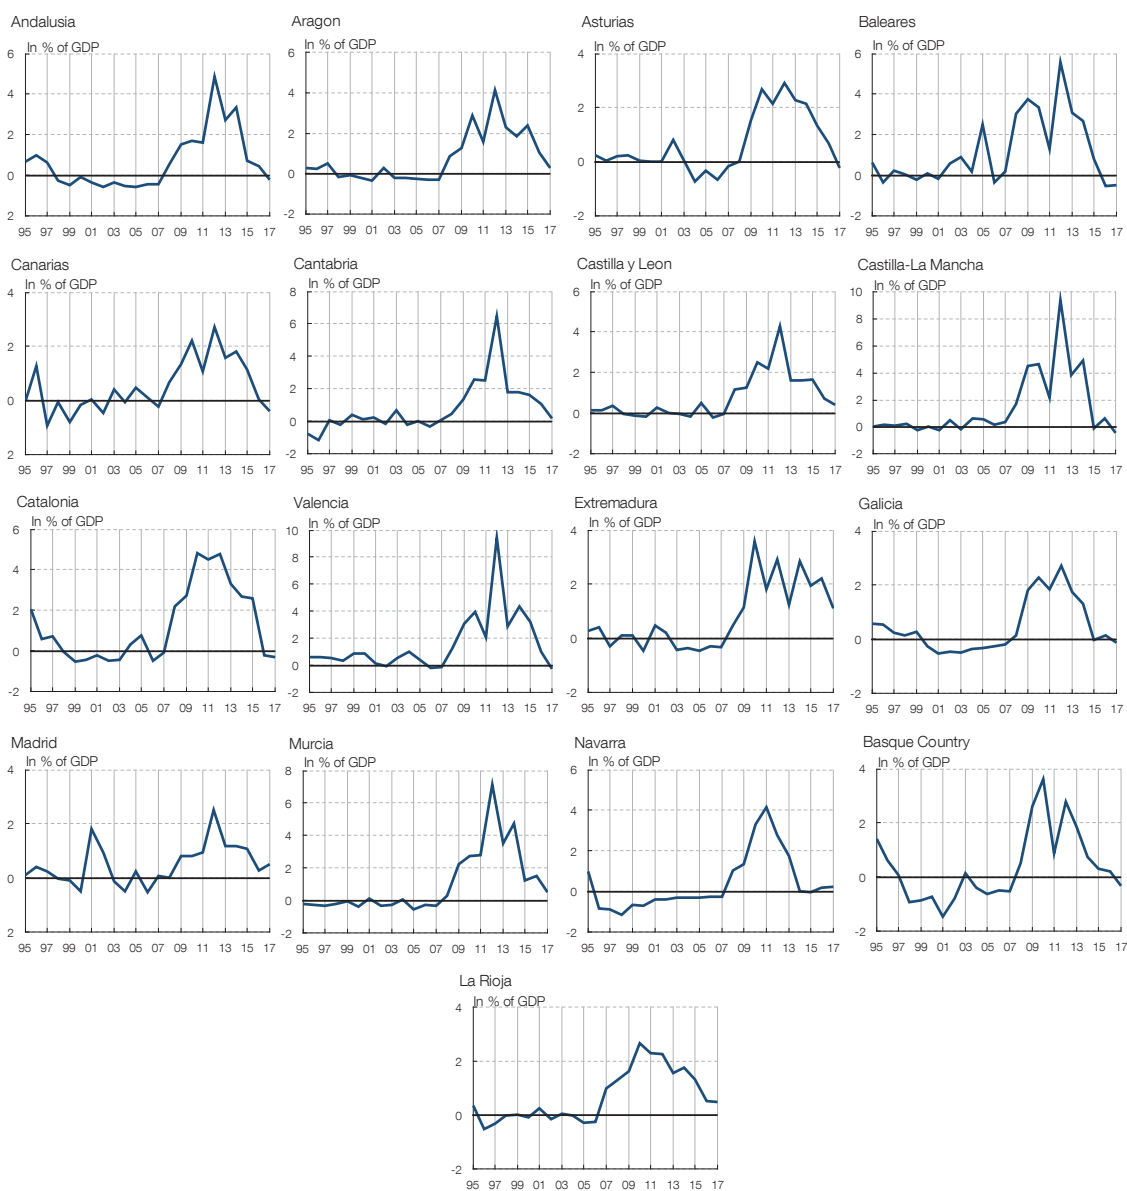 Andalusia
In % of GDP
6
4
2
0
2
95 97 99 01 03 05 07 09 11 13 15 17
Aragon
In % of GDP
6
4
2
0
-2
95 97 99 01 03 05 07 09 11 13 15 17
Asturias
In % of GDP
4
2
0
-2
95 97 99 01 03 05 07 09 11 13 15 17
Baleares
In % of GDP
6
4
2
0
-2
95 97 99 01 03 05 07 09 11 13 15 17
Canarias
In % of GDP
4
2
0
2
95 97 99 01 03 05 07 09 11 13 15 17
Cantabria
In % of GDP
8
6
4
2
0
-2
95 97 99 01 03 05 07 09 11 13 15 17
Castilla y Leon
In % of GDP
6
4
2
0
-2
95 97 99 01 03 05 07 09 11 13 15 17
Castilla-La Mancha
In % of GDP
10
8
6
4
2
0
-2
95 97 99 01 03 05 07 09 11 13 15 17
Catalonia
In % of GDP
6
4
2
0
-2
95 97 99 01 03 05 07 09 11 13 15 17
Valencia
In % of GDP
10
8
6
4
2
0
-2
95 97 99 01 03 05 07 09 11 13 15 17
Extremadura
In % of GDP
4
2
0
-2
95 97 99 01 03 05 07 09 11 13 15 17
Galicia
In % of GDP
4
2
0
-2
95 97 99 01 03 05 07 09 11 13 15 17
Madrid
In % of GDP
4
2
0
2
95 97 99 01 03 05 07 09 11 13 15 17
Murcia
In % of GDP
8
6
4
2
0
-2
95 97 99 01 03 05 07 09 11 13 15 17
Navarra
In % of GDP
6
4
2
0
-2
95 97 99 01 03 05 07 09 11 13 15 17
Basque Country
In % of GDP
4
2
0
-2
95 97 99 01 03 05 07 09 11 13 15 17
La Rioja
In % of GDP
4
2
0
-2
95 97 99 01 03 05 07 09 11 13 15 17